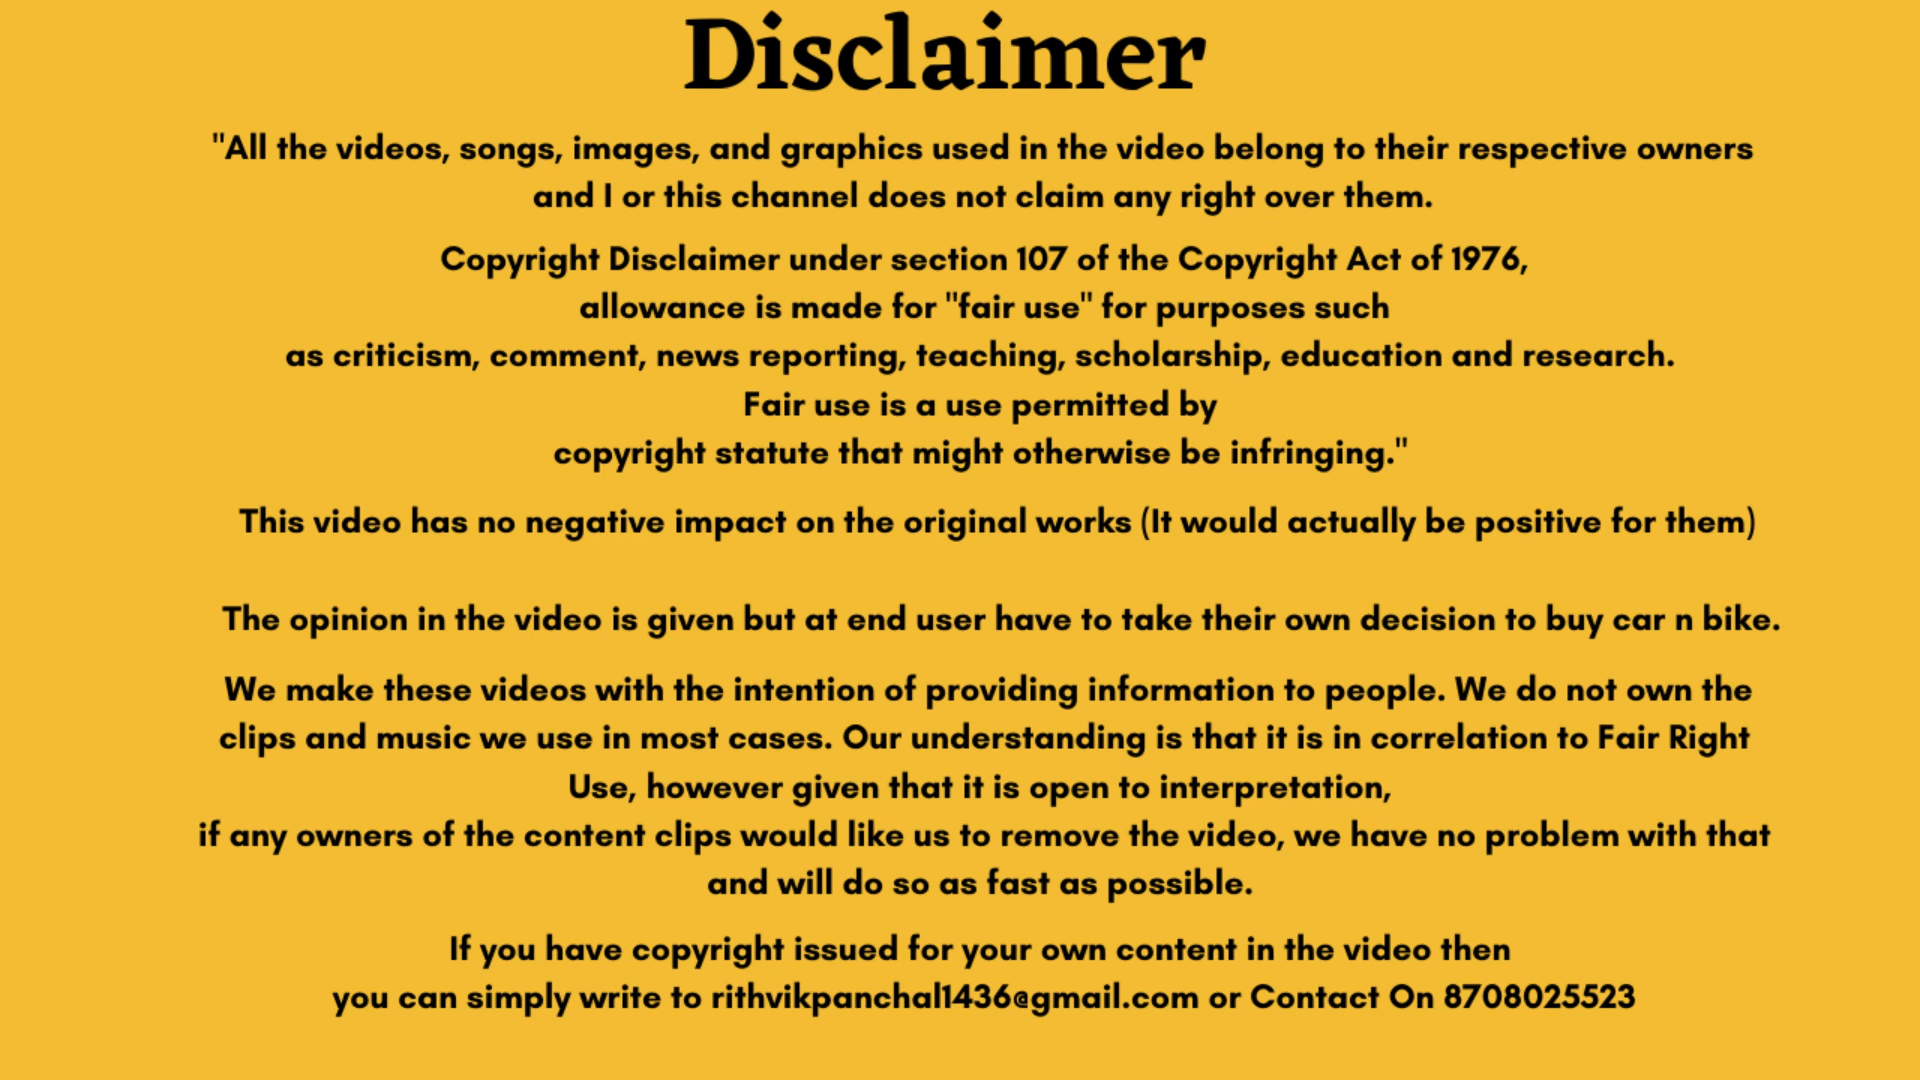 Disclaimer
"All the videos, songs, images, and graphics used in the video belong to their respective owners
and I or this channel does not claim any right over them.
Copyright Disclaimer under section 107 of the Copyright Act of 1976,
allowance is made for "fair use" for purposes such
as criticism, comment, news reporting, teaching, scholarship, education and research.
Fair use is a use permitted by
copyright statute that might otherwise be infringing."
This video has no negative impact on the original works (It would actually be positive for them)
The opinion in the video is given but at end user have to take their own decision to buy car n bike.
We make these videos with the intention of providing information to people. We do not own the
clips and music we use in most cases. Our understanding is that it is in correlation to Fair Right
Use, however given that it is open to interpretation,
if any owners of the content clips would like us to remove the video, we have no problem with that
and will do so as fast as possible.
If you have copyright issued for your own content in the video then
you can simply write to rithvikpanchal1436@gmail.com or Contact On 8708025523